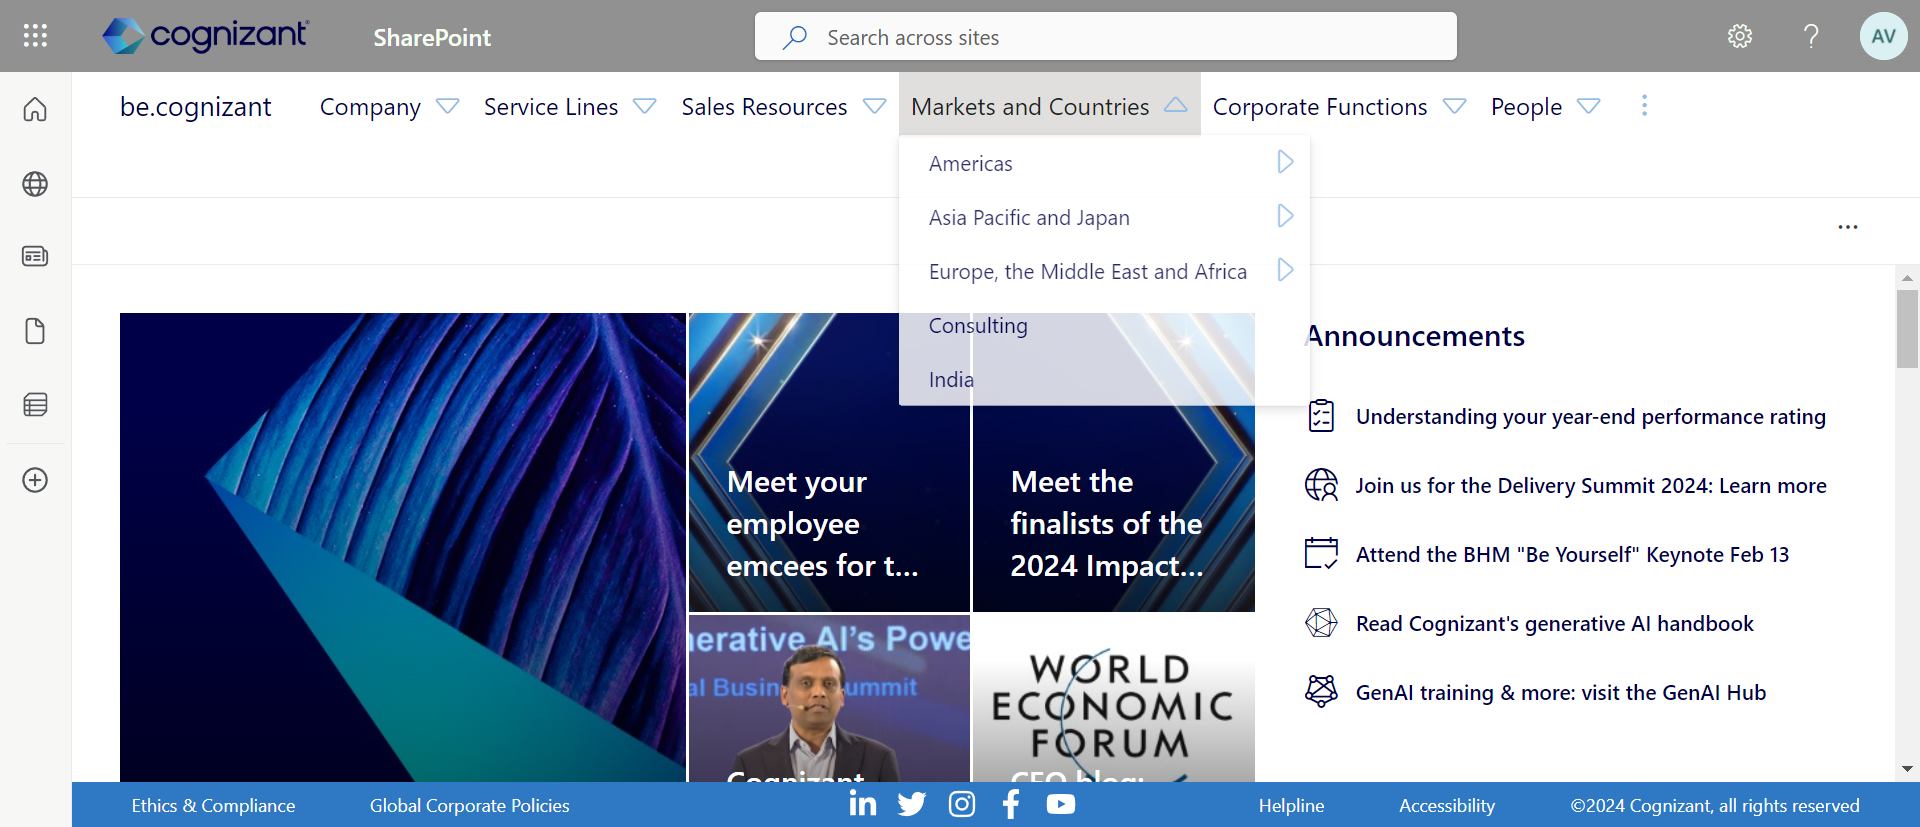 cognizant
SharePoint
Search across sites
AV
be.cognizant
Company
Service Lines
Sales Resources
Markets and Countries
Corporate Functions
People
Americas
Asia Pacific and Japan
Europe, the Middle East and Africa
Consulting
India
Meet your
employee
emcees for t...
Meet the
finalists of the
2024 Impact...
nerative AI's Powe
al Business ummit
Cognizant
WORLD
ECONOMIC
FORUM
CEO blog:
Announcements
Understanding your year-end performance rating
Join us for the Delivery Summit 2024: Learn more
Attend the BHM "Be Yourself" Keynote Feb 13
Read Cognizant's generative AI handbook
GenAI training & more: visit the GenAI Hub
Ethics & Compliance
Global Corporate Policies
Helpline
Accessibility
©2024 Cognizant, all rights reserved